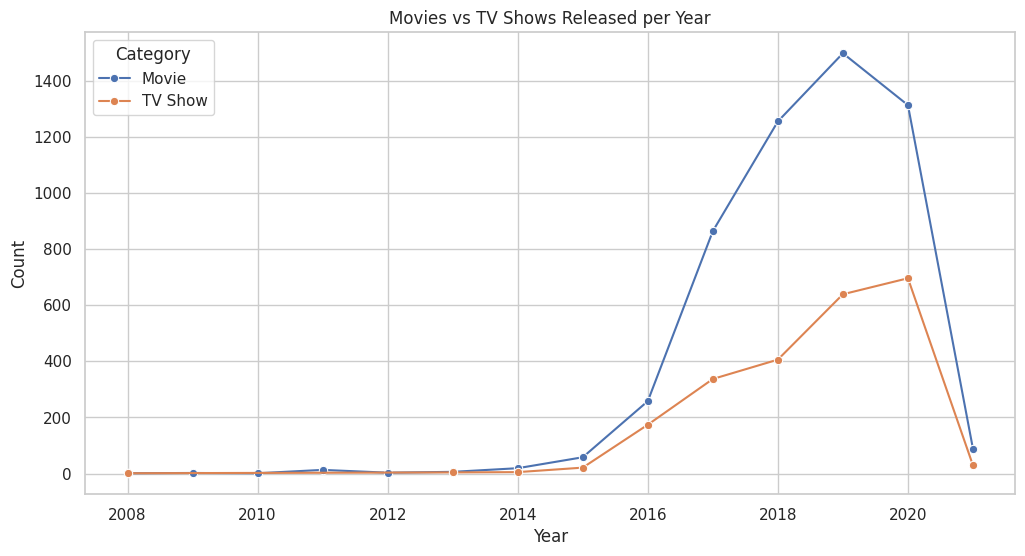 Movies vs TV Shows Released per Year
Category
Movie
TV Show
Count
1400
1200
1000
800
600
400
200
0
2008 2010 2012 2014 2016 2018 2020
Year